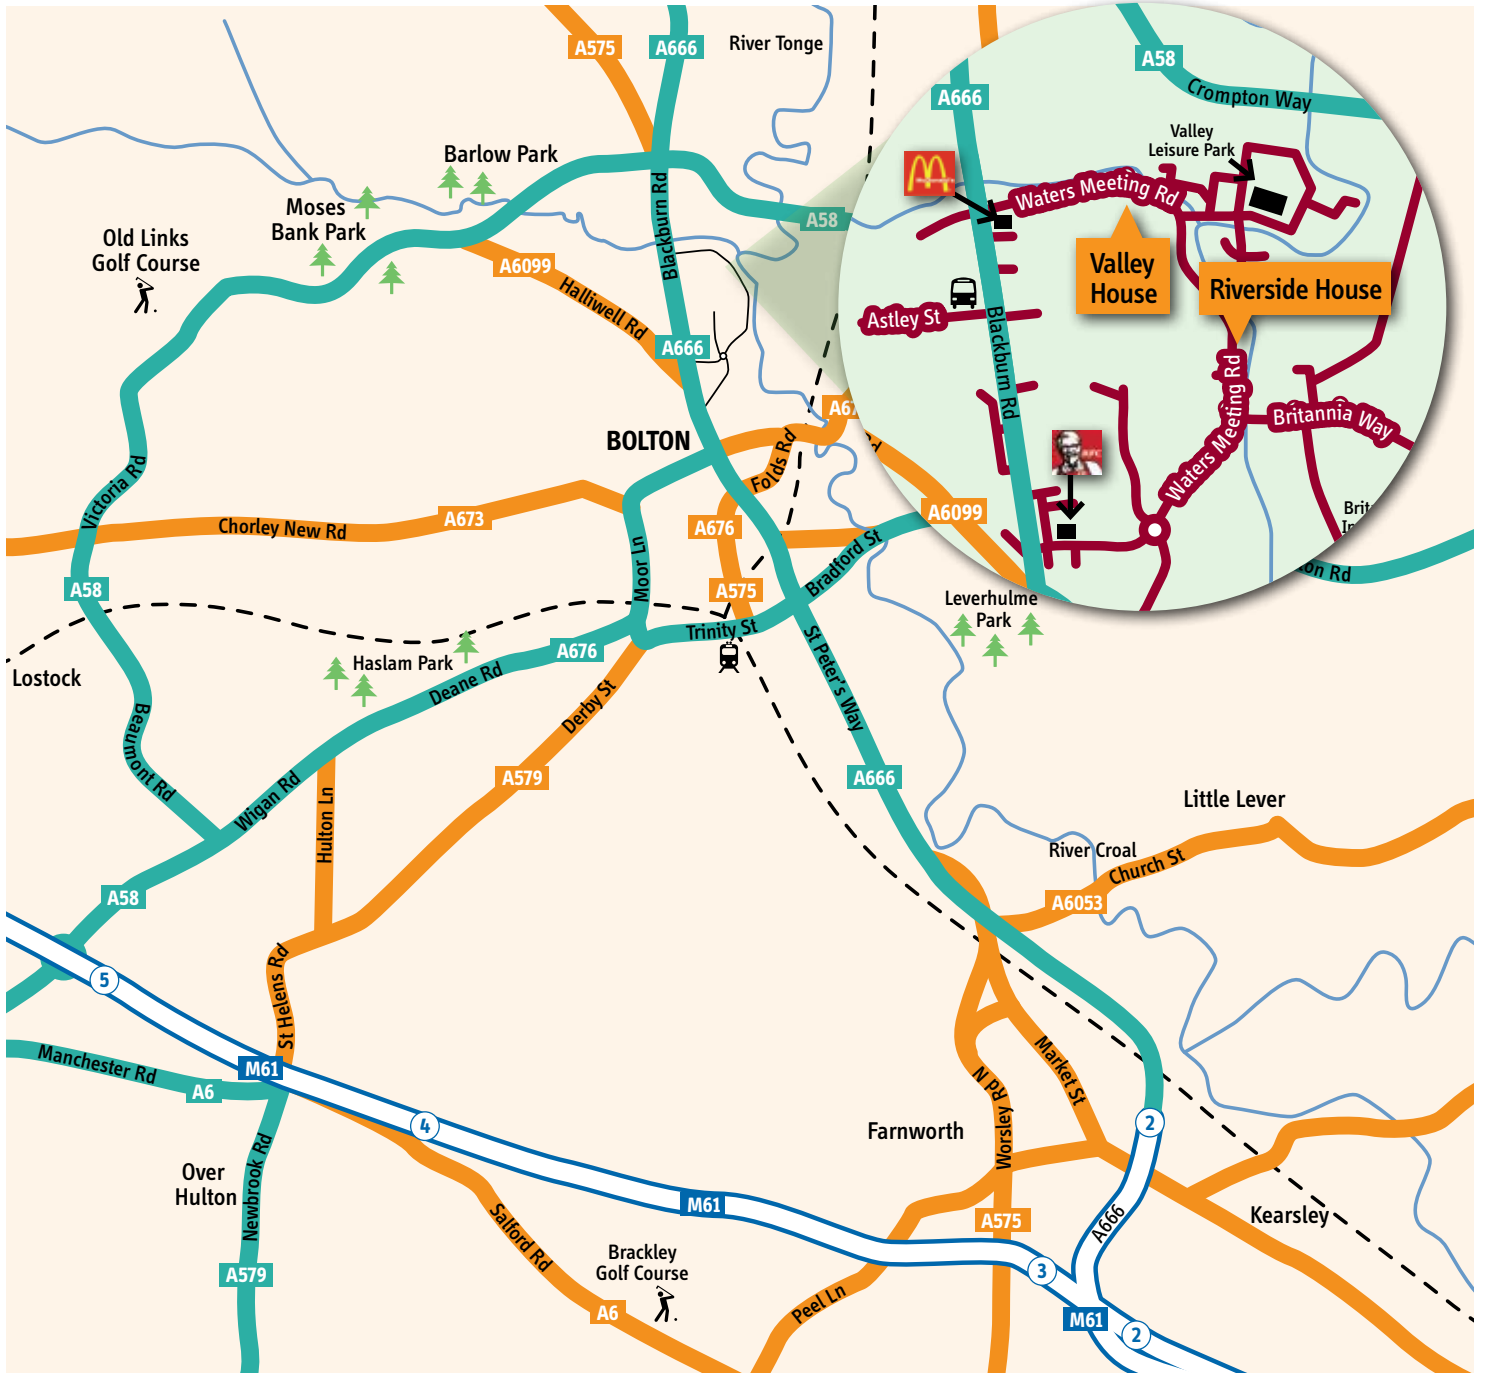 A575
A666
River Tonge
A58
Crompton Way
A666
Valley
Leisure Park
Barlow Park
Moses
Bank Park
Old Links
Golf Course
Blackburn Rd
A58
Waters Meeting Rd
Valley
House
Riverside House
A6099
Halliwell Rd
A666
Astley St
Blackburn Rd
Waters Meeting Rd
Britannia Way
BOLTON
Folds Rd
KFC
Victoria Rd
Chorley New Rd
A673
A676
A6099
Moor Ln
Bradford St
A58
A575
Trinity St
Leverhulme
Park
Lostock
Haslam Park
A676
Deane Rd
Derby St
St Peter's Way
Beaumont Rd
Wigan Rd
Hulton Ln
A579
A666
Little Lever
River Croal
Church St
A6053
A58
5
St Helens Rd
Manchester Rd
A6
M61
4
Market St
Worsley Rd N
Farnworth
2
Over
Hulton
Newbrook Rd
M61
A575
A666
Kearsley
Salford Rd
Brackley
Golf Course
A579
A6
Peel Ln
3
M61
2